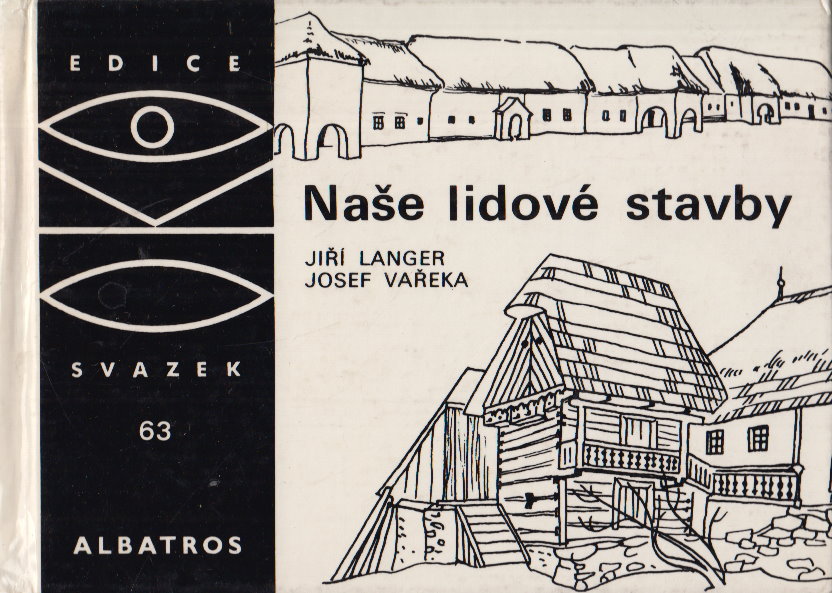 EDICE
SVAZEK
63
ALBATROS
Naše lidové stavby
JIŘÍ LANGER
JOSEF VAŘEKA